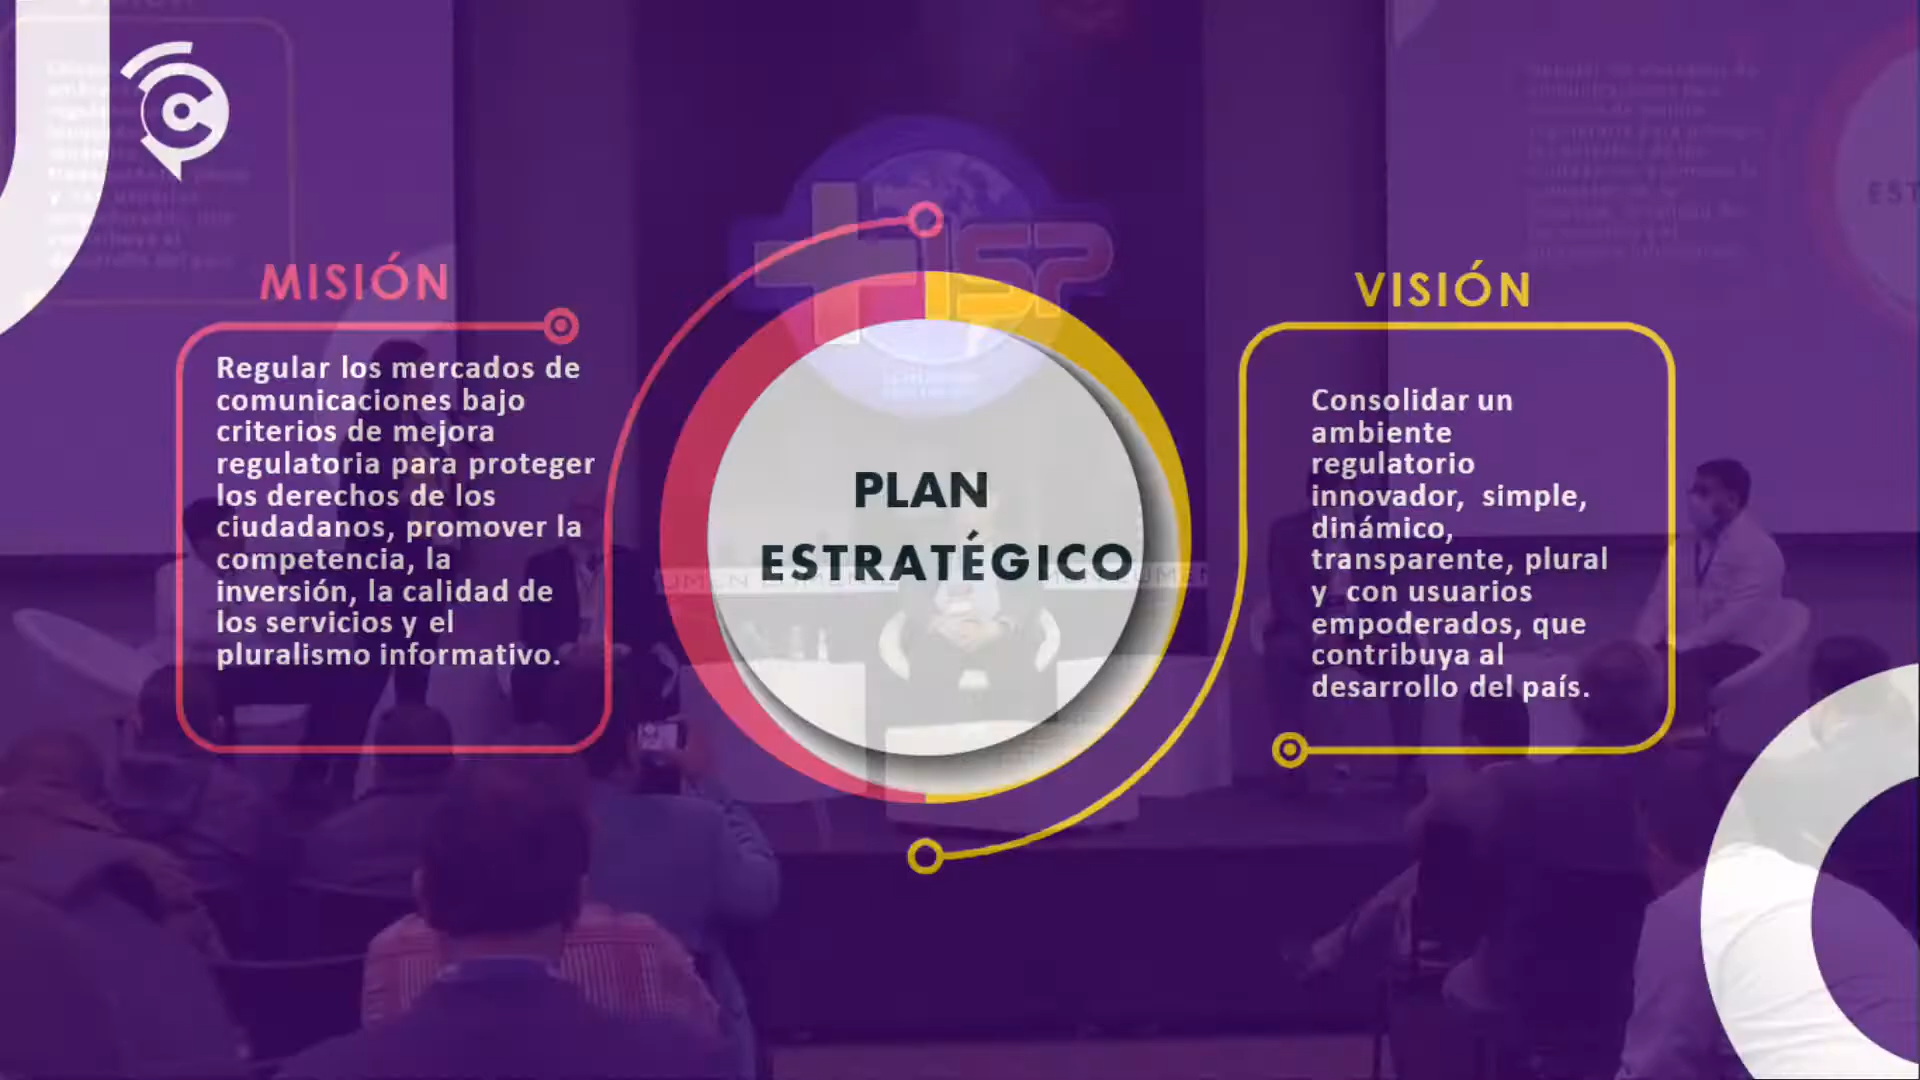 MISIÓN
Regular los mercados de
comunicaciones bajo
criterios de mejora
regulatoria para proteger
los derechos de los
ciudadanos, promover la
competencia, la
inversión, la calidad de
los servicios y el
pluralismo informativo.
ISP
PLAN
ESTRATÉGICO
VISIÓN
Consolidar un
ambiente
regulatorio
innovador, simple,
dinámico,
transparente, plural
y con usuarios
empoderados, que
contribuya al
desarrollo del país.